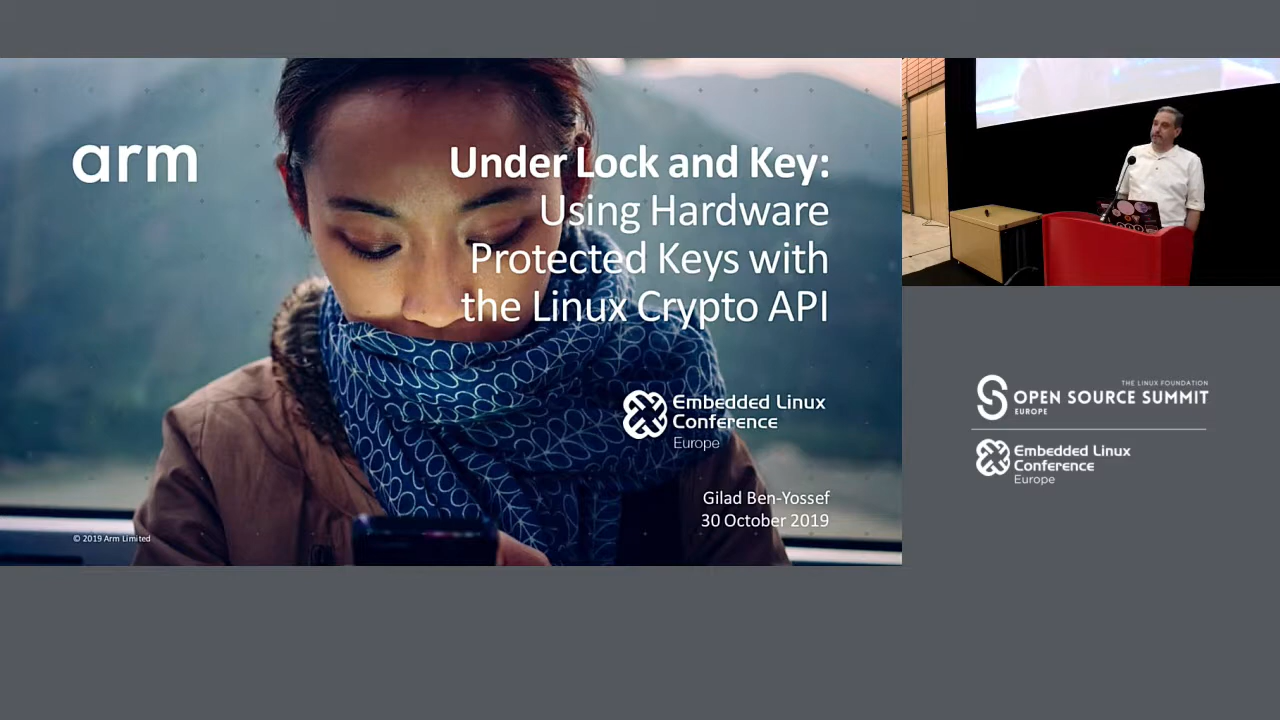 arm
Under Lock and Key:
Using Hardware
Protected Keys with
the Linux Crypto API
Embedded Linux
Conference
Europe
Gilad Ben-Yossef
30 October 2019
© 2019 Arm Limited
THE LINUX FOUNDATION
OPEN SOURCE SUMMIT
EUROPE
Embedded Linux
Conference
Europe